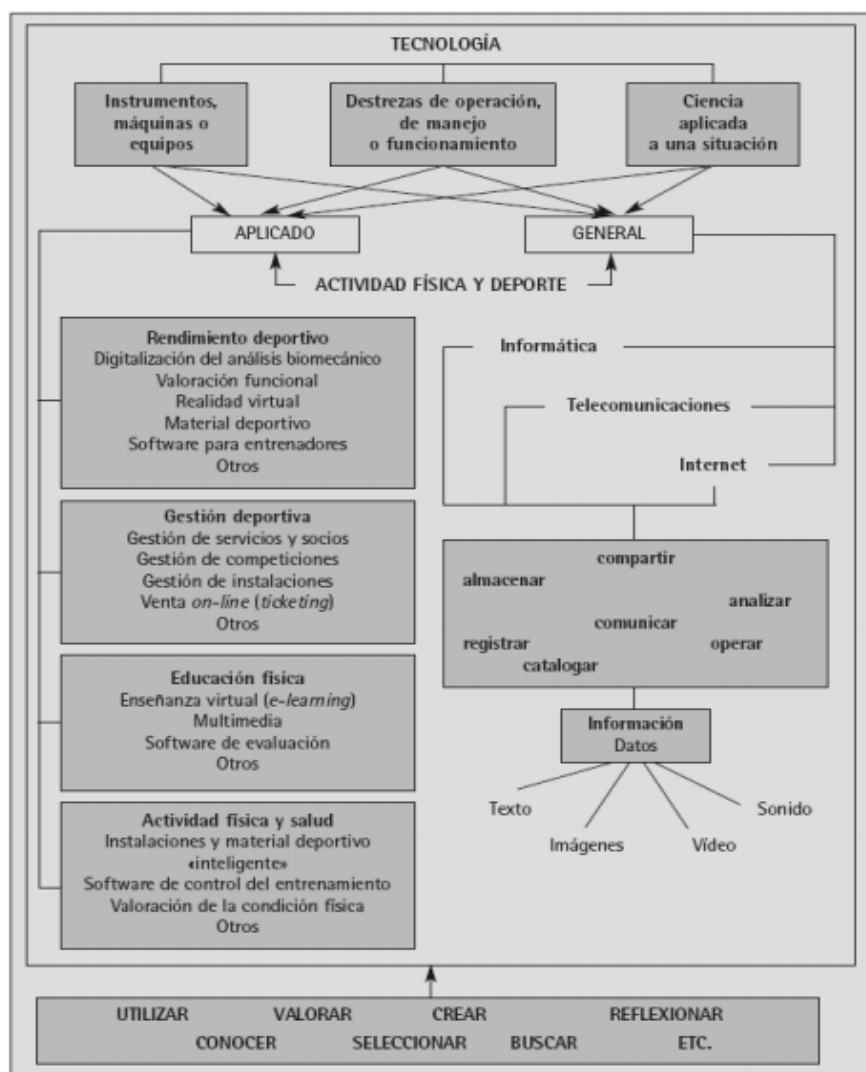 TECNOLOGÍA
Instrumentos,
máquinas o
equipos
Destrezas de operación,
de manejo
o funcionamiento
Ciencia
aplicada
a una situación
APLICADO
GENERAL
ACTIVIDAD FÍSICA Y DEPORTE
Rendimiento deportivo
Digitalización del análisis biomecánico
Valoración funcional
Realidad virtual
Material deportivo
Software para entrenadores
Otros
Gestión deportiva
Gestión de servicios y socios
Gestión de competiciones
Gestión de instalaciones
Venta on-line (ticketing)
Otros
Educación física
Enseñanza virtual (e-learning)
Multimedia
Software de evaluación
Otros
Actividad física y salud
Instalaciones y material deportivo
«inteligente»
Software de control del entrenamiento
Valoración de la condición física
Otros
Informática
Telecomunicaciones
Internet
compartir
almacenar
analizar
comunicar
registrar
operar
catalogar
Información
Datos
Texto
Sonido
Imágenes
Vídeo
UTILIZAR VALORAR CREAR REFLEXIONAR
CONOCER SELECCIONAR BUSCAR ETC.